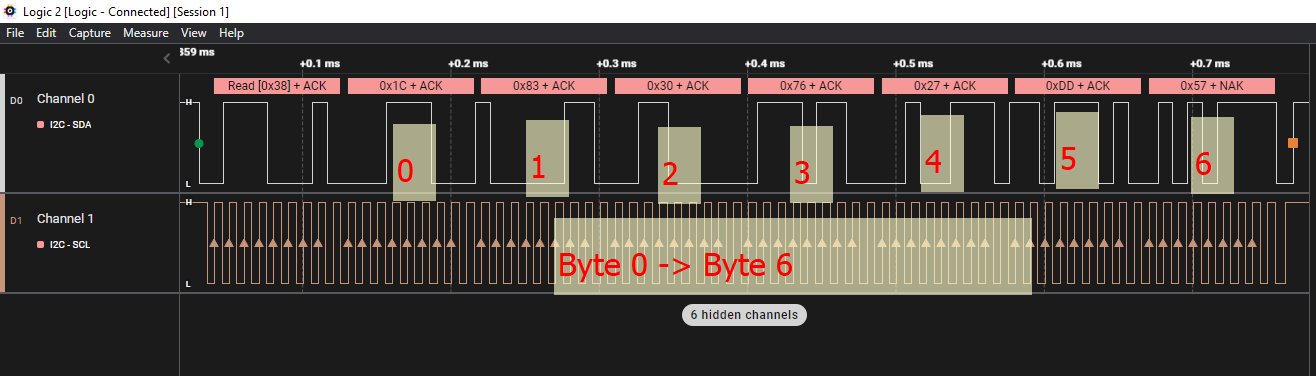 Logic 2 [Logic - Connected] [Session 1]
File Edit Capture Measure View Help
359 ms
+0.1 ms +0.2 ms +0.3 ms +0.4 ms +0.5 ms +0.6 ms +0.7 ms
Read [0x38] + ACK 0x1C + ACK 0x83 + ACK 0x30 + ACK 0x76 + ACK 0x27 + ACK 0xDD + ACK 0x57 + NAK
D0 Channel 0 H
I2C - SDA
0 1 2 3 4 5 6
L
D1 Channel 1 H
I2C - SCL
Byte 0 -> Byte 6
L
6 hidden channels